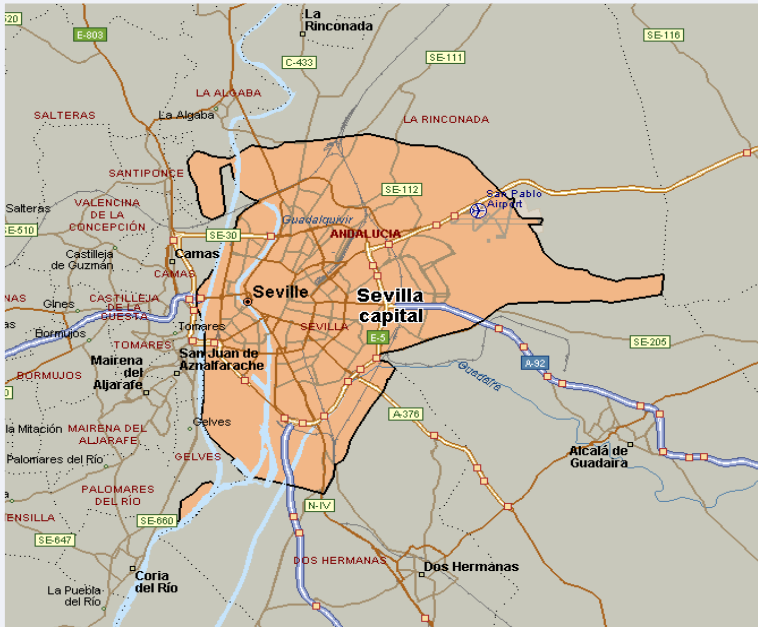 520
E-803
La
Rinconada
SE-116
C-433
SE-111
LA ALGABA
La Algaba
SALTERAS
LA RINCONADA
SANTIPONCE
SE-112
San Pablo
Airport
Salteras
VALENCINA
DE LA
CONCEPCIÓN
Guadalquivir
SE-510
SE-30
ANDALUCIA
Castilleja
de Guzmán
Camas
CAMAS
NAS
Gines
CASTILLEJA
DE LA
CUESTA
Seville
Sevilla
capital
as
Bormujos
Tomares
SEVILLA
E-5
TOMARES
San Juan de
Aznalfarache
SE-205
Mairena
del
Aljarafe
BORMUJOS
Guadaira
A-92
0
A-376
la Mitación
MAIRENA DEL
ALJARAFE
Gelves
GELVES
Alcalá de
Guadaira
Palomares del Río
PALOMARES
DEL RÍO
N-IV
TENSILLA
SE-660
SE-647
DOS HERMANAS
Dos Hermanas
Coria
del Río
La Puebla
del Río